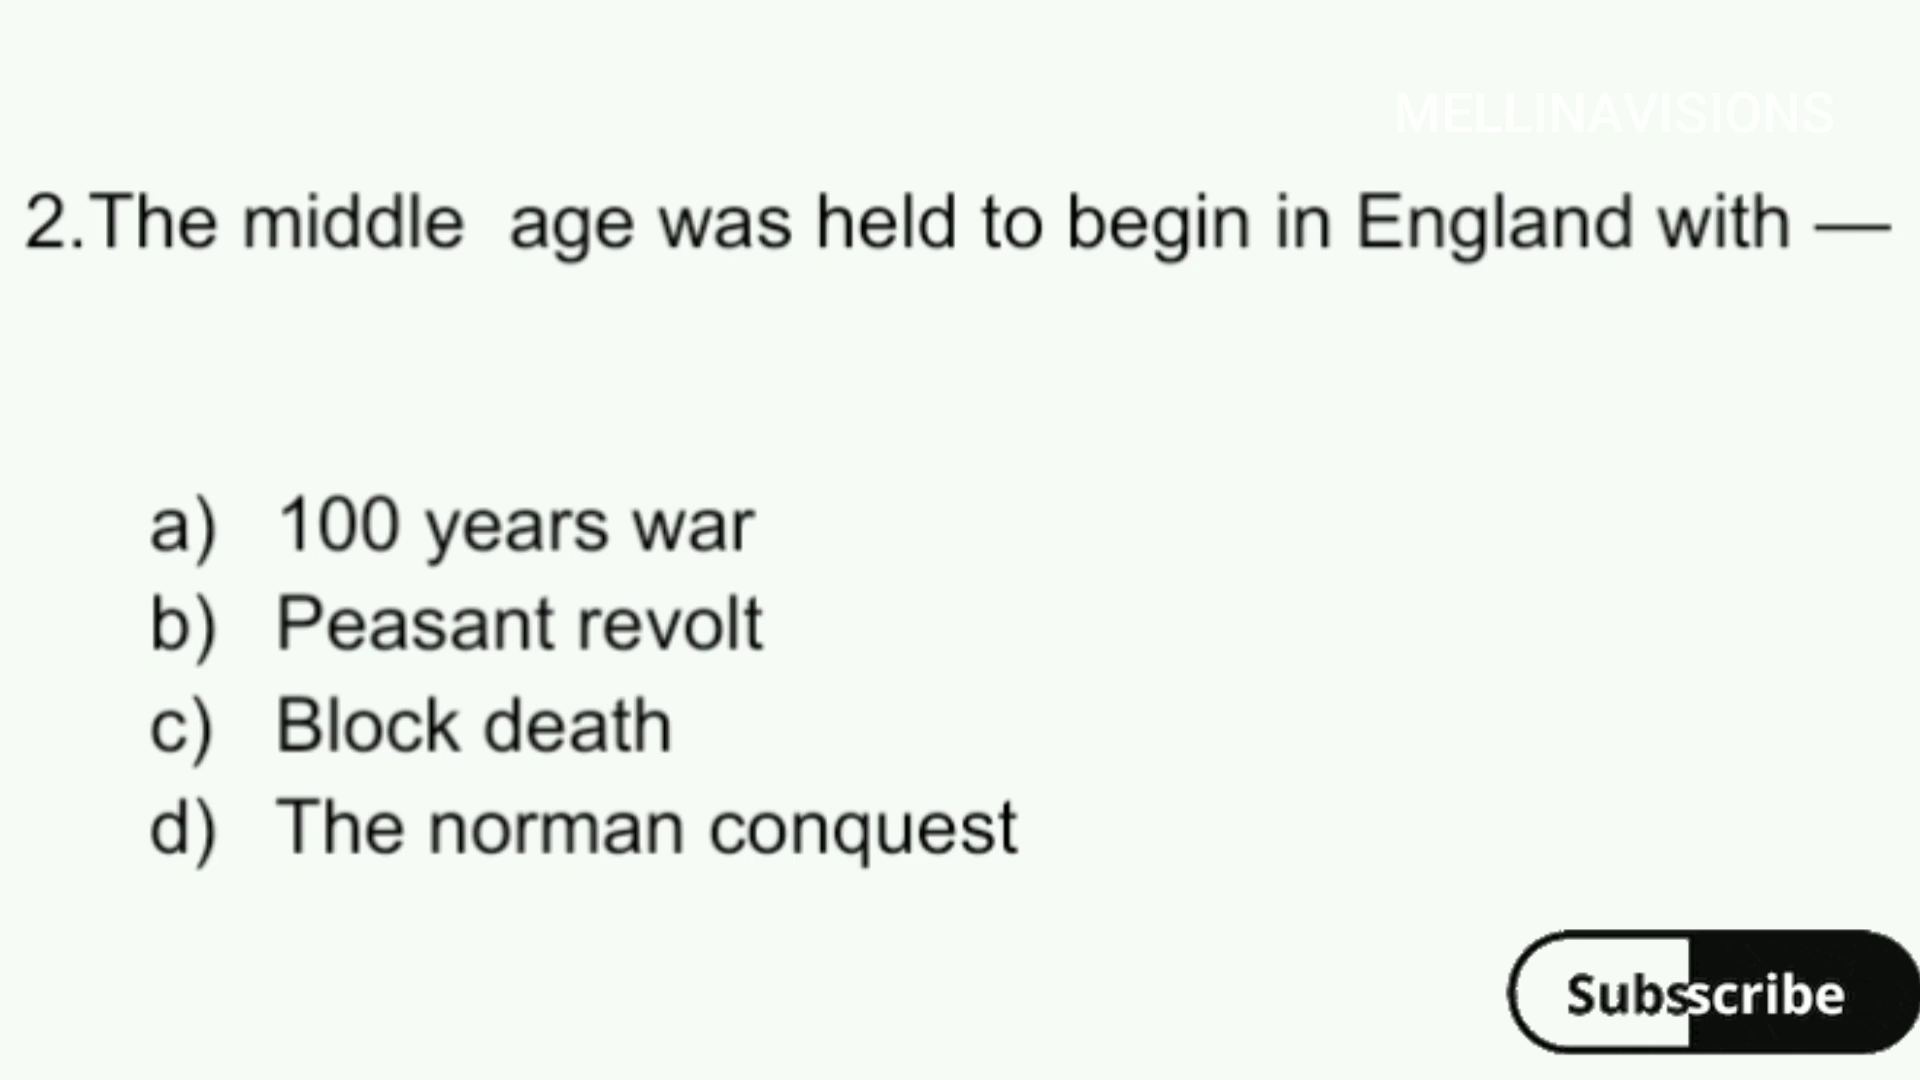 MELLINAVISIONS
2.The middle age was held to begin in England with —
a) 100 years war
b) Peasant revolt
c) Block death
d) The norman conquest
Subsscribe